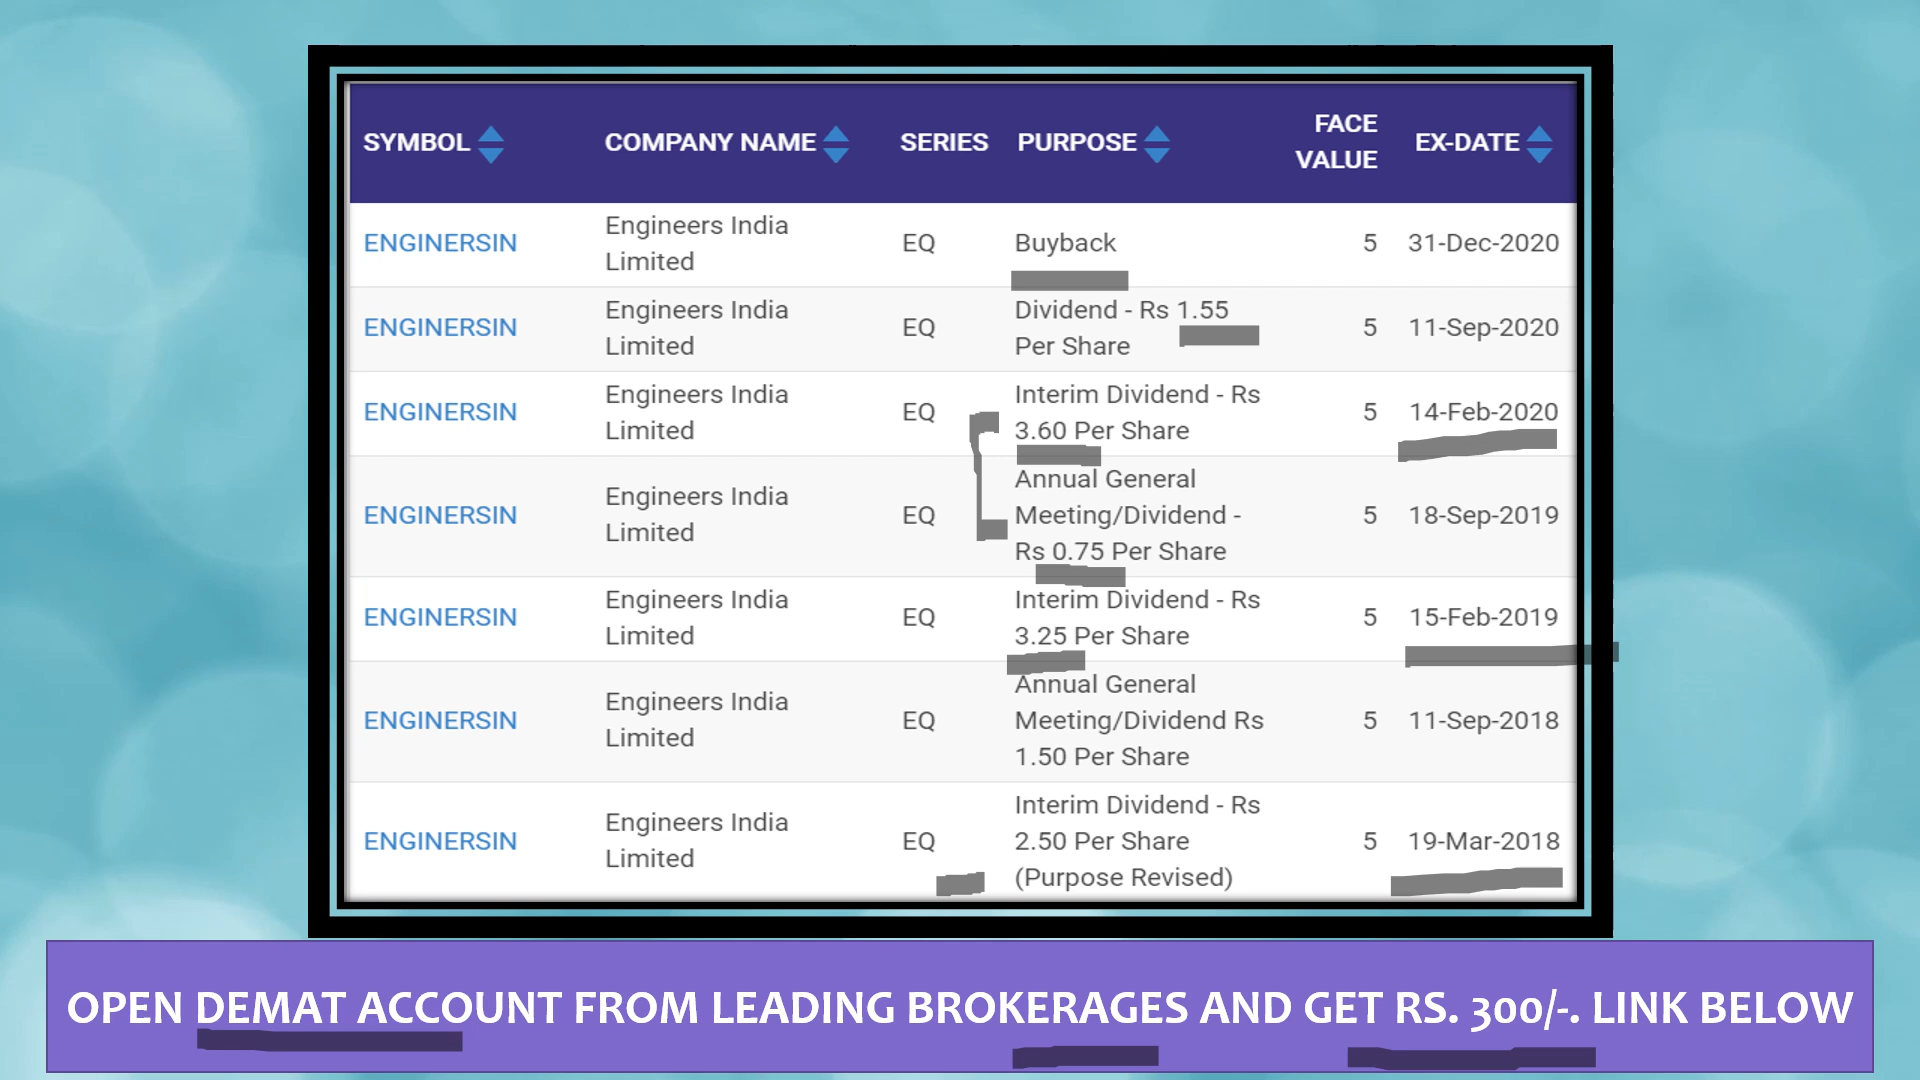 SYMBOL COMPANY NAME SERIES PURPOSE FACE VALUE EX-DATE
ENGINERSIN Engineers India Limited EQ Buyback 5 31-Dec-2020
ENGINERSIN Engineers India Limited EQ Dividend - Rs 1.55 Per Share 5 11-Sep-2020
ENGINERSIN Engineers India Limited EQ Interim Dividend - Rs 3.60 Per Share 5 14-Feb-2020
ENGINERSIN Engineers India Limited EQ Annual General Meeting/Dividend - Rs 0.75 Per Share 5 18-Sep-2019
ENGINERSIN Engineers India Limited EQ Interim Dividend - Rs 3.25 Per Share 5 15-Feb-2019
ENGINERSIN Engineers India Limited EQ Annual General Meeting/Dividend Rs 1.50 Per Share 5 11-Sep-2018
ENGINERSIN Engineers India Limited EQ Interim Dividend - Rs 2.50 Per Share (Purpose Revised) 5 19-Mar-2018
OPEN DEMAT ACCOUNT FROM LEADING BROKERAGES AND GET RS. 300/-. LINK BELOW